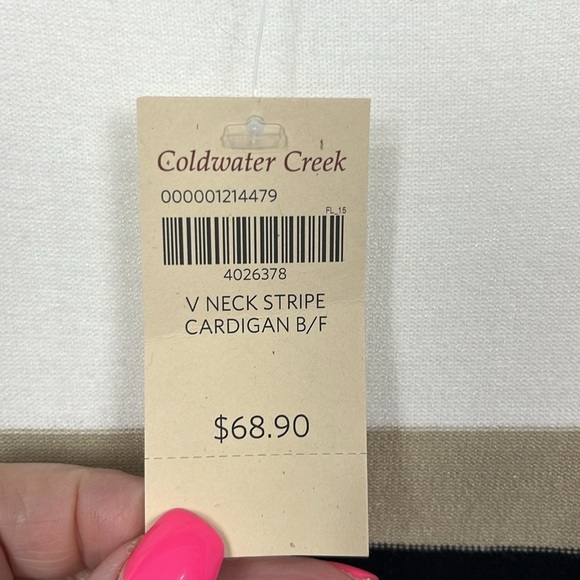 Coldwater Creek
000001214479
FL_15
4026378
V NECK STRIPE
CARDIGAN B/F
$68.90